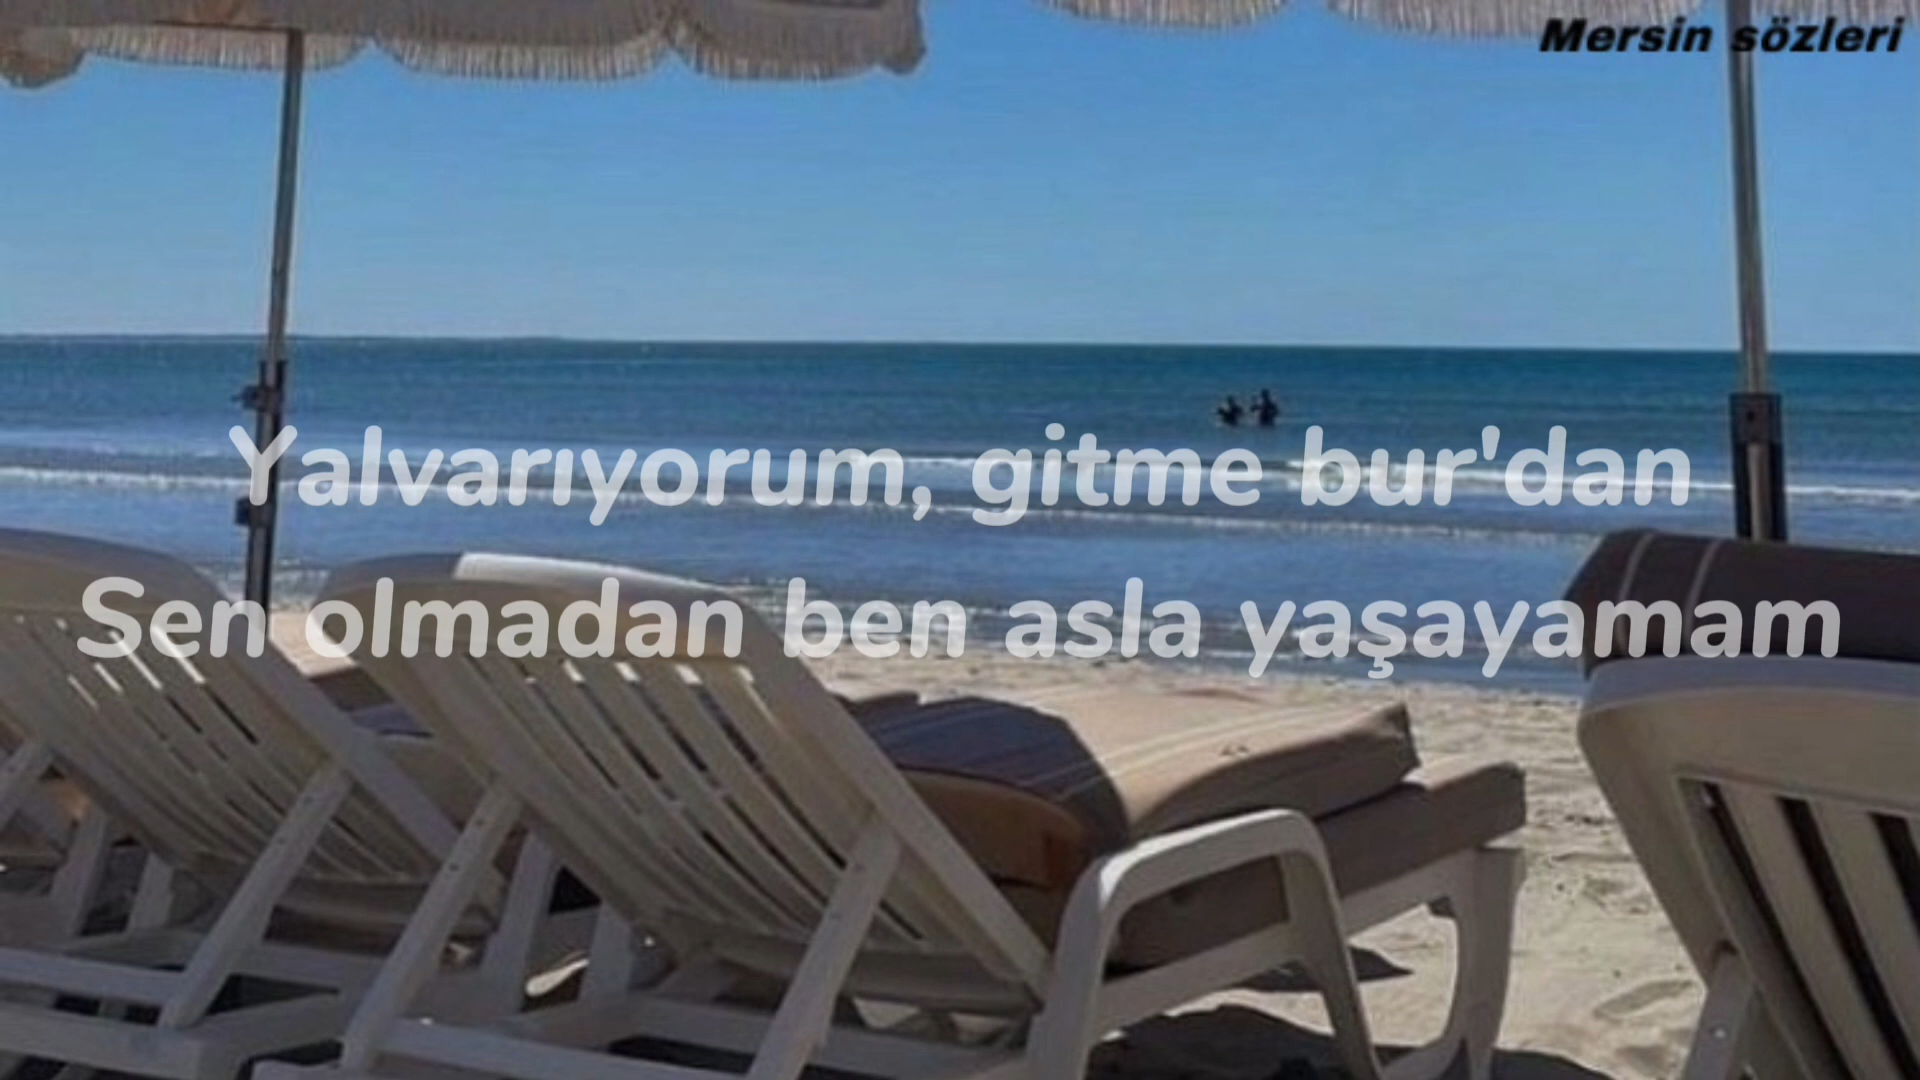 Mersin sözleri
Yalvarıyorum, gitme bur'dan
Sen olmadan ben asla yaşayamam